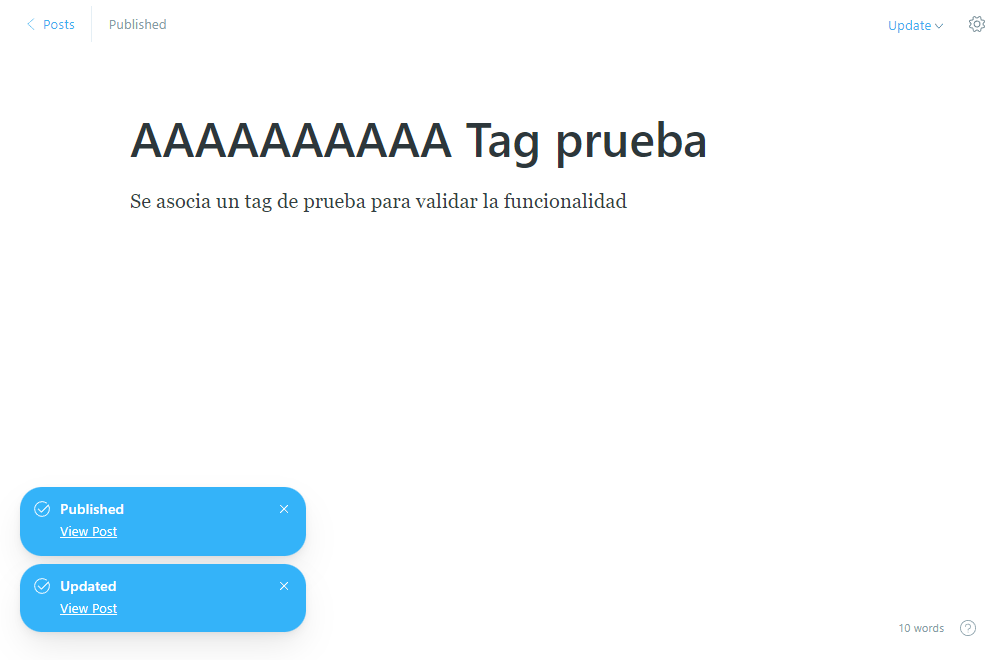 Posts
Published
Update
AAAAAAAAAA Tag prueba
Se asocia un tag de prueba para validar la funcionalidad
Published
View Post
Updated
View Post
10 words
?